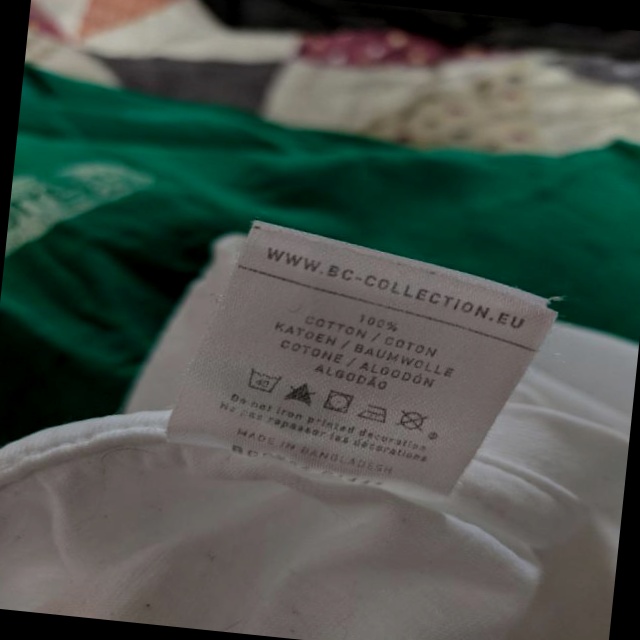 WWW.BC-COLLECTION.EU
100%
COTTON / COTON
KATOEN / BAUMWOLLE
COTONE / ALGODÓN
ALGODÃO
Do not iron printed decoration
Ne pas repasser les décorations
MADE IN BANGLADESH